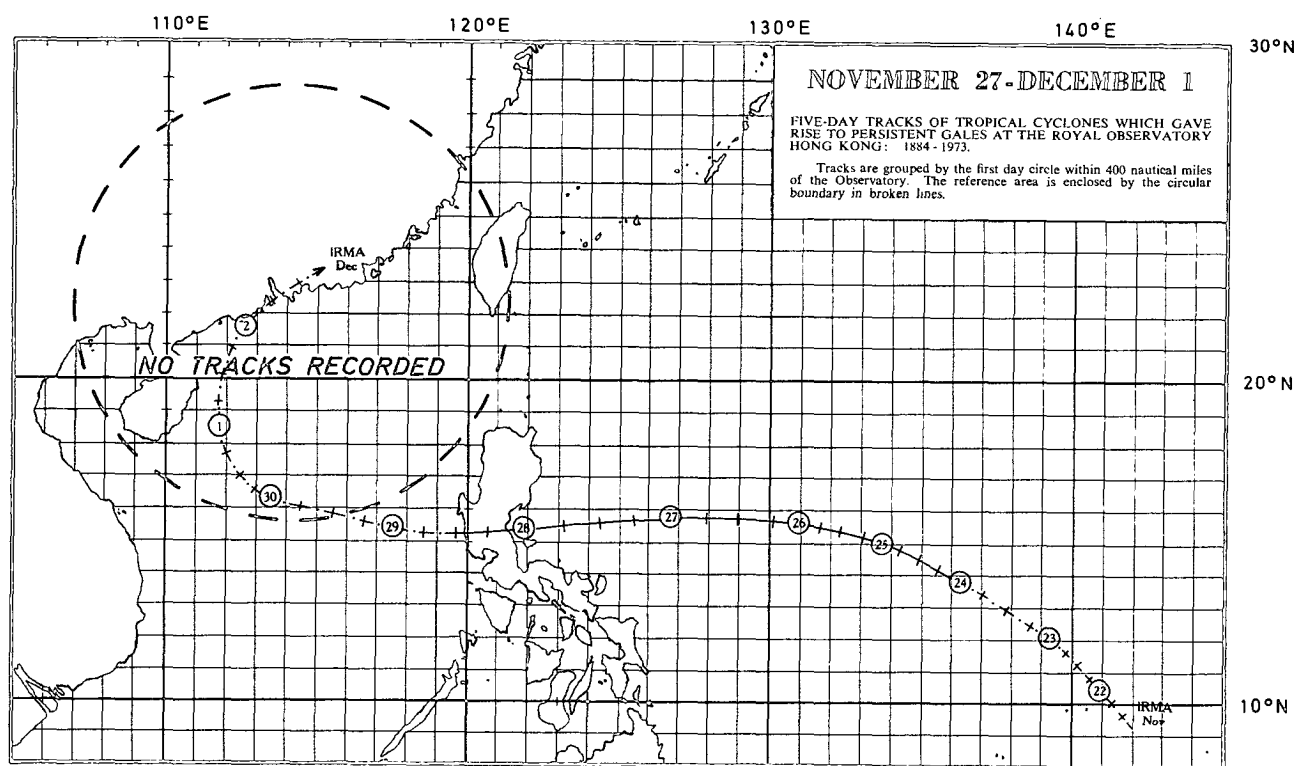 110°E 120°E 130°E 140°E
30°N
NOVEMBER 27-DECEMBER 1
FIVE-DAY TRACKS OF TROPICAL CYCLONES WHICH GAVE
RISE TO PERSISTENT GALES AT THE ROYAL OBSERVATORY
HONG KONG: 1884-1973.
Tracks are grouped by the first day circle within 400 nautical miles
of the Observatory. The reference area is enclosed by the circular
boundary in broken lines.
IRMA
Dec
2
NO TRACKS RECORDED
20°N
1
30
29
28
27
26
25
24
23
22
IRMA
Nov
10°N